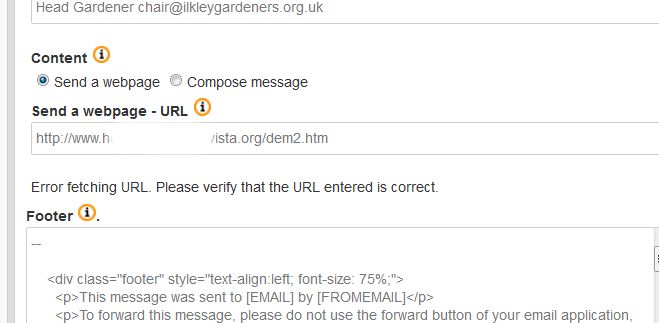 Head Gardener chair@ilkleygardeners.org.uk
Content
Send a webpage Compose message
Send a webpage - URL
http://www.h /ista.org/dem2.htm
Error fetching URL. Please verify that the URL entered is correct.
Footer .
--
<div class="footer" style="text-align:left; font-size: 75%;">
<p>This message was sent to [EMAIL] by [FROMEMAIL]</p>
<p>To forward this message, please do not use the forward button of your email application,